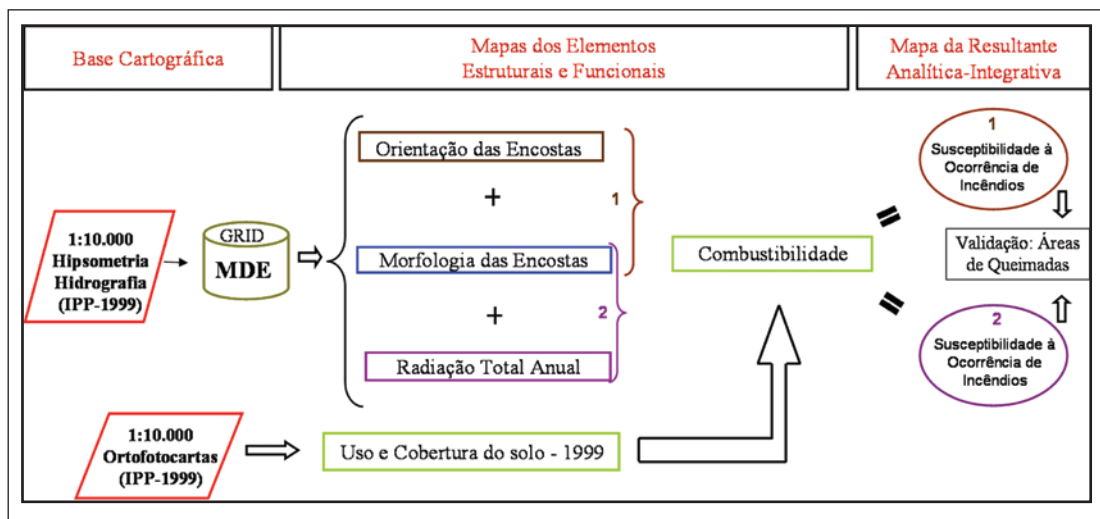 Base Cartográfica
Mapas dos Elementos
Estruturais e Funcionais
Mapa da Resultante
Analítica-Integrativa
1:10.000
Hipsometria
Hidrografia
(IPP-1999)
GRID
MDE
Orientação das Encostas
+
1
Morfologia das Encostas
+
2
Radiação Total Anual
Combustibilidade
=
=
1
Susceptibilidade à
Ocorrência de
Incêndios
Validação: Áreas
de Queimadas
2
Susceptibilidade à
Ocorrência de
Incêndios
1:10.000
Ortofotocartas
(IPP-1999)
Uso e Cobertura do solo - 1999